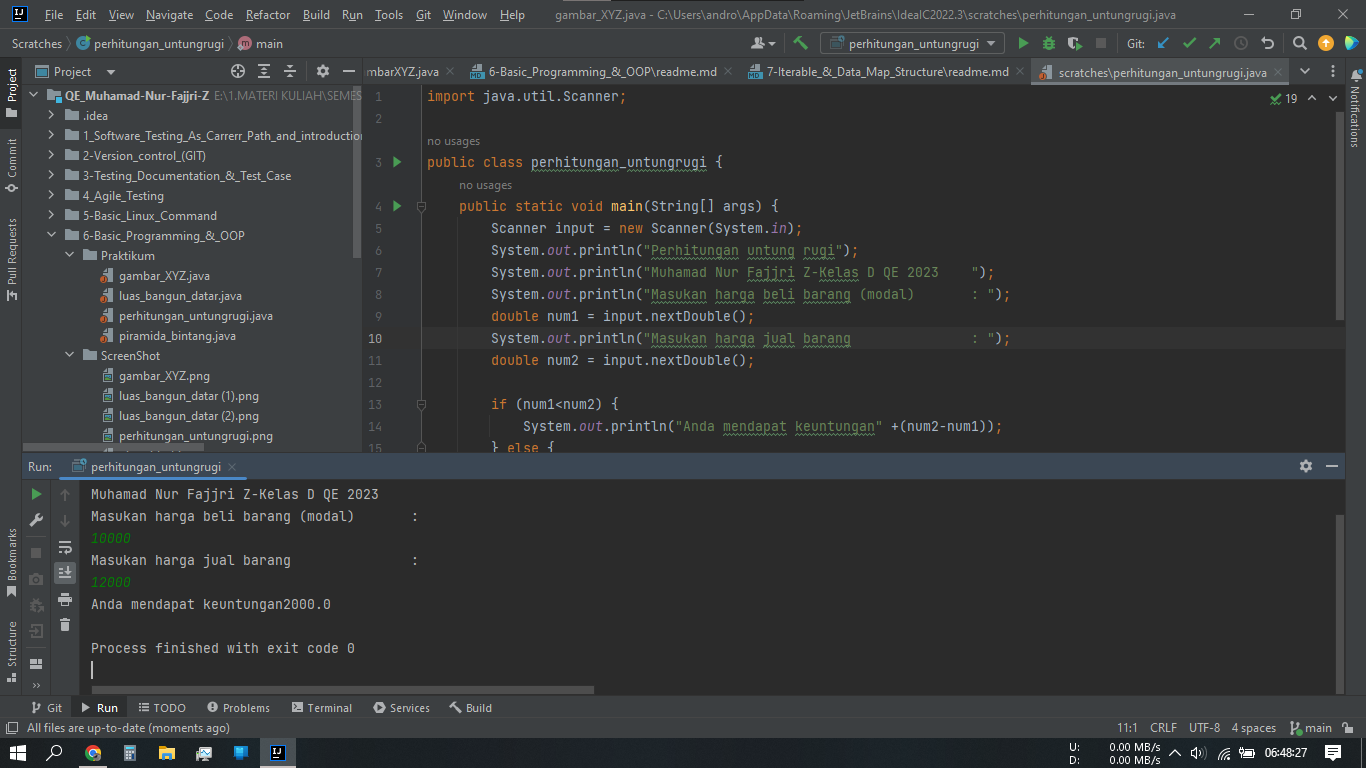 File Edit View Navigate Code Refactor Build Run Tools Git Window Help gambar_XYZ.java - C:\Users\andro\AppData\Roaming\JetBrains\IdealC2022.3\scratches\perhitungan_untungrugi.java
Scratches perhitungan_untungrugi main perhitungan_untungrugi Git:
Project
mbarXYZ.java 6-Basic_Programming_&_OOP\readme.md 7-Iterable_&_Data_Map_Structure\readme.md scratches\perhitungan_untungrugi.java
QE_Muhamad-Nur-Fajjri-Z E:\1.MATERI KULIAH\SEMES
.idea
1_Software_Testing_As_Carrerr_Path_and_introductio
2-Version_control_(GIT)
3-Testing_Documentation_&_Test_Case
4_Agile_Testing
5-Basic_Linux_Command
6-Basic_Programming_&_OOP
Praktikum
gambar_XYZ.java
luas_bangun_datar.java
perhitungan_untungrugi.java
piramida_bintang.java
ScreenShot
gambar_XYZ.png
luas_bangun_datar (1).png
luas_bangun_datar (2).png
perhitungan_untungrugi.png
1 import java.util.Scanner;
19
2
no usages
3 public class perhitungan_untungrugi {
no usages
4 public static void main(String[] args) {
5 Scanner input = new Scanner(System.in);
6 System.out.println("Perhitungan untung rugi");
7 System.out.println("Muhamad Nur Fajjri Z-Kelas D QE 2023    ");
8 System.out.println("Masukan harga beli barang (modal)       : ");
9 double num1 = input.nextDouble();
10 System.out.println("Masukan harga jual barang               : ");
11 double num2 = input.nextDouble();
12
13 if (num1<num2) {
14 System.out.println("Anda mendapat keuntungan" +(num2-num1));
15 } else {
Project
Commit
Pull Requests
Bookmarks
Structure
Notifications
Run: perhitungan_untungrugi
Muhamad Nur Fajjri Z-Kelas D QE 2023
Masukan harga beli barang (modal)       :
10000
Masukan harga jual barang               :
12000
Anda mendapat keuntungan2000.0
Process finished with exit code 0
Git Run TODO Problems Terminal Services Build
All files are up-to-date (moments ago) 11:1 CRLF UTF-8 4 spaces main
U: 0.00 MB/s
D: 0.00 MB/s
06:48:27